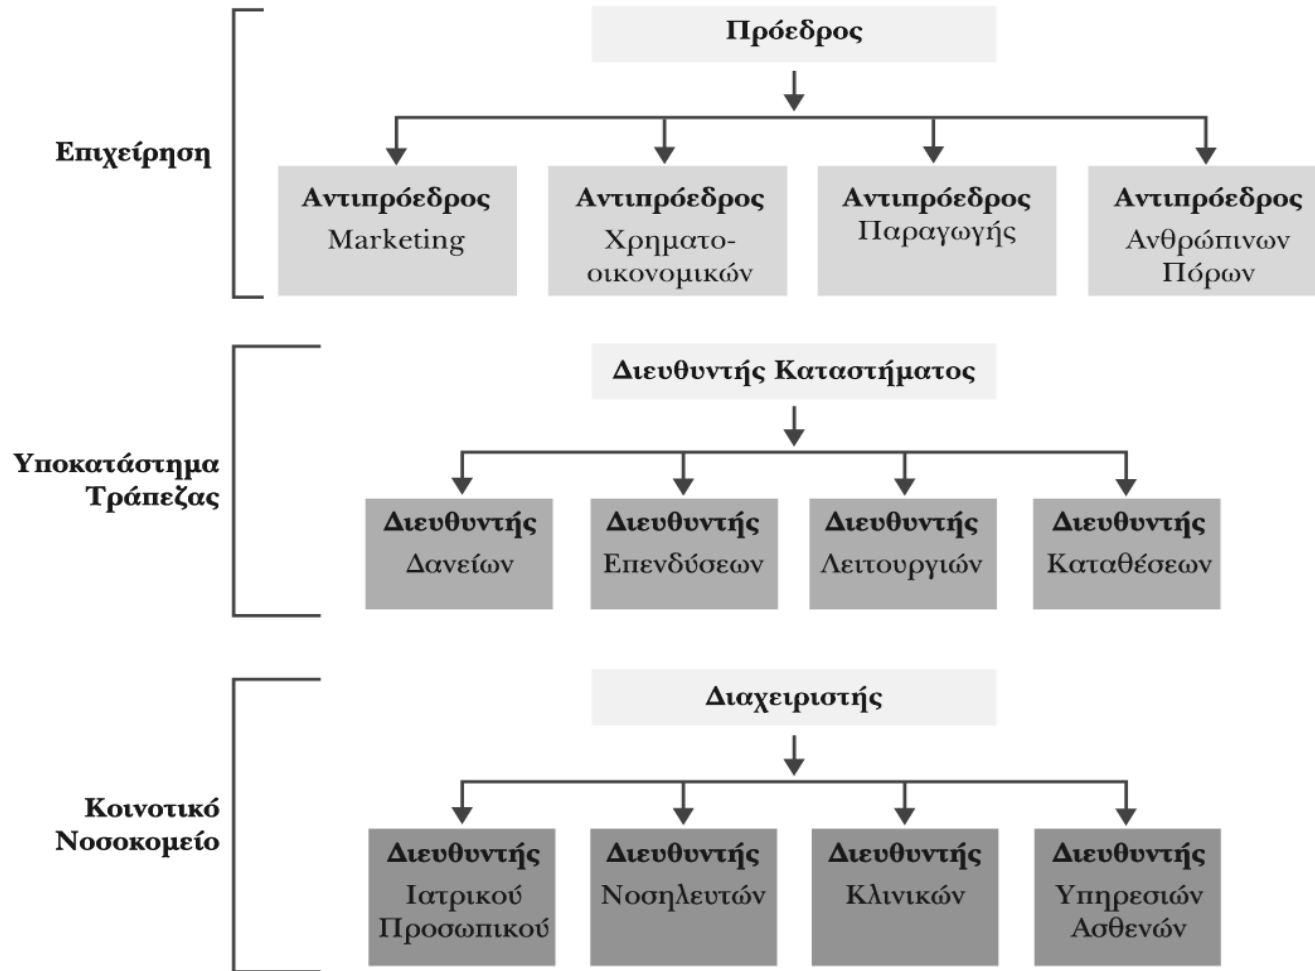 Πρόεδρος
Επιχείρηση
Αντιπρόεδρος
Marketing
Αντιπρόεδρος
Χρηματο-
οικονομικών
Αντιπρόεδρος
Παραγωγής
Αντιπρόεδρος
Ανθρώπινων
Πόρων
Διευθυντής Καταστήματος
Υποκατάστημα
Τράπεζας
Διευθυντής
Δανείων
Διευθυντής
Επενδύσεων
Διευθυντής
Λειτουργιών
Διευθυντής
Καταθέσεων
Διαχειριστής
Κοινοτικό
Νοσοκομείο
Διευθυντής
Ιατρικού
Προσωπικού
Διευθυντής
Νοσηλευτών
Διευθυντής
Κλινικών
Διευθυντής
Υπηρεσιών
Ασθενών